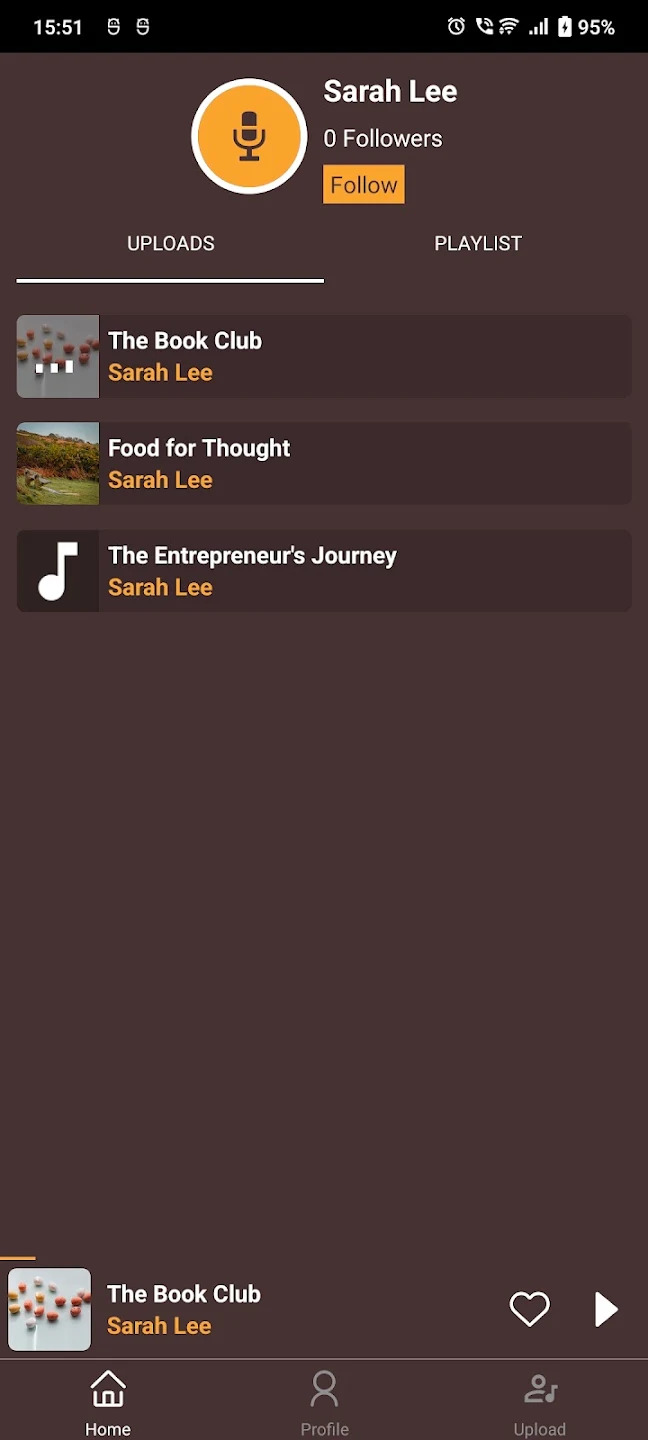 15:51
95%
Sarah Lee
0 Followers
Follow
UPLOADS
PLAYLIST
The Book Club
Sarah Lee
Food for Thought
Sarah Lee
The Entrepreneur's Journey
Sarah Lee
The Book Club
Sarah Lee
Home
Profile
Upload